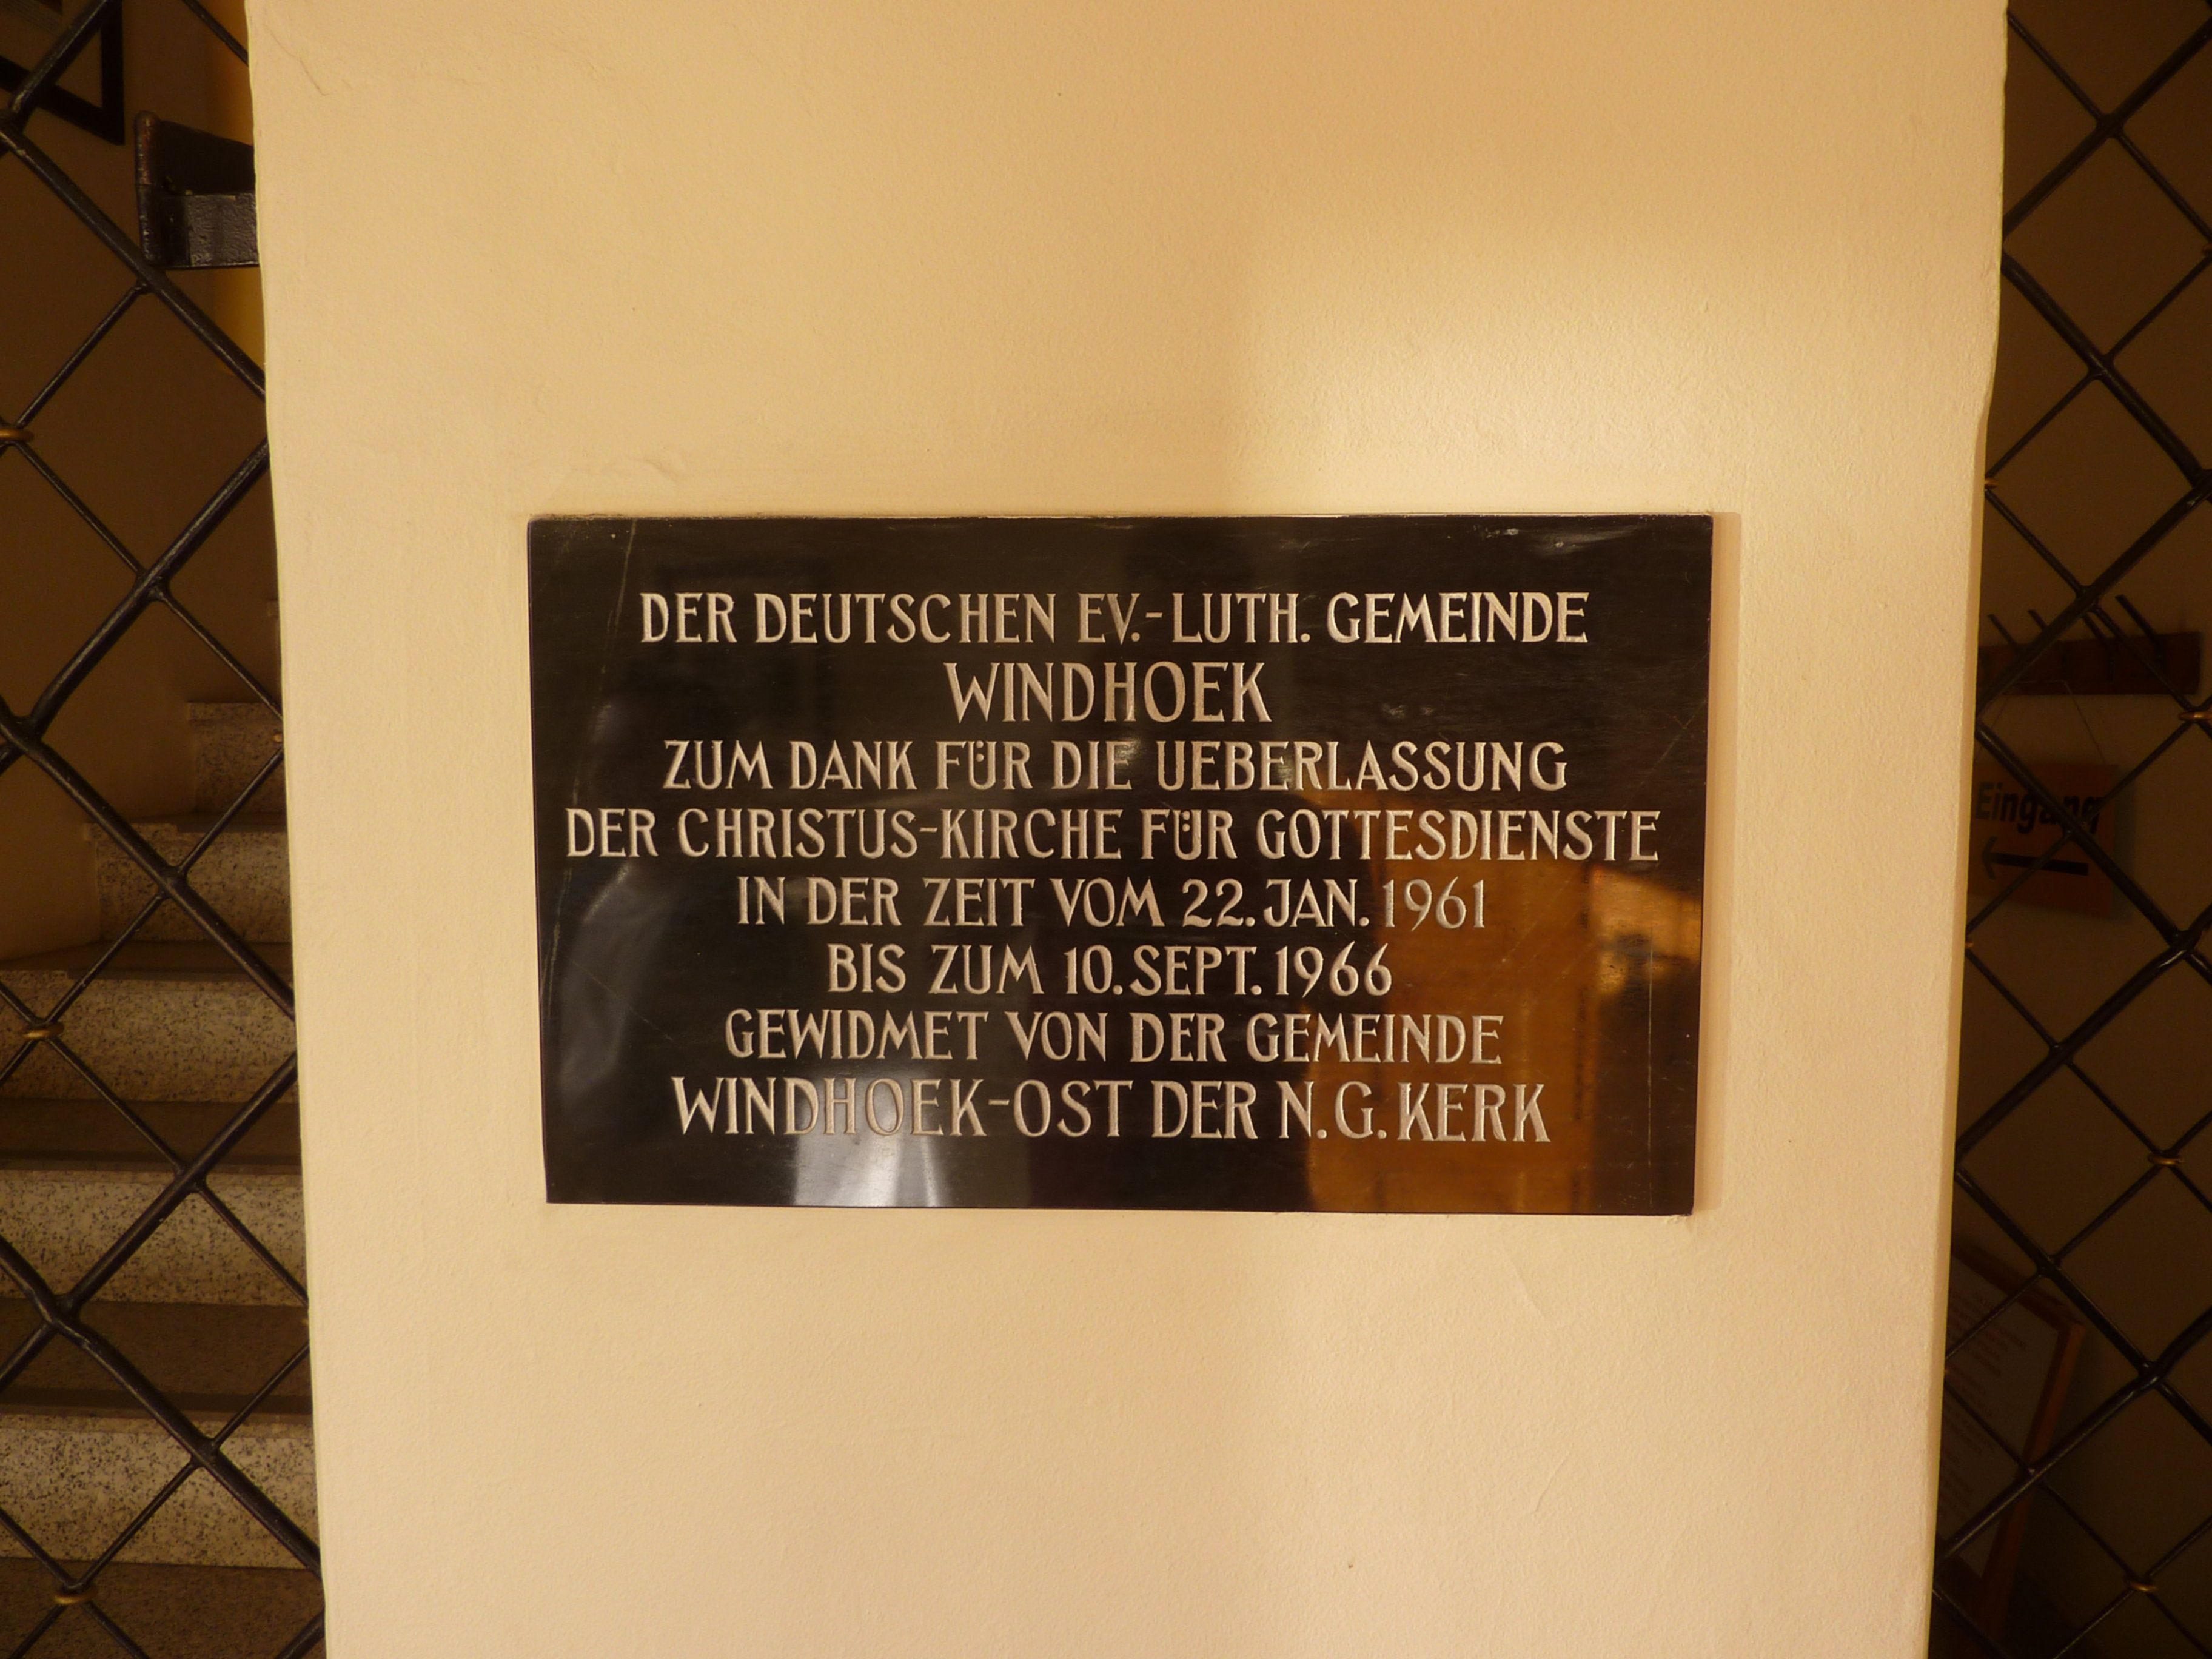 DER DEUTSCHEN EV.-LUTH. GEMEINDE
WINDHOEK
ZUM DANK FÜR DIE UEBERLASSUNG
DER CHRISTUS-KIRCHE FÜR GOTTESDIENSTE
IN DER ZEIT VOM 22. JAN. 1961
BIS ZUM 10. SEPT. 1966
GEWIDMET VON DER GEMEINDE
WINDHOEK-OST DER N.G. KERK
Eingang